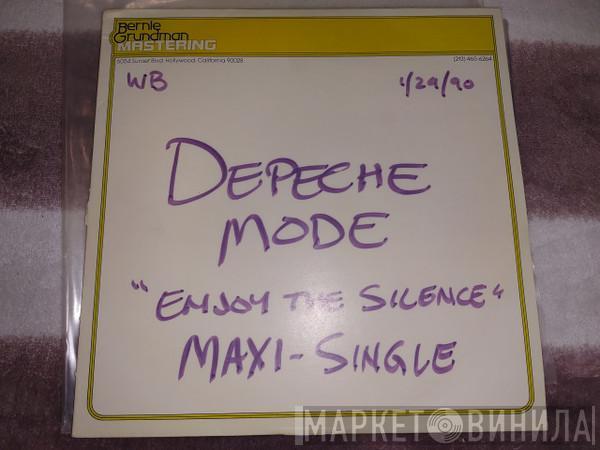 Bernie
Grundman
MASTERING
6054 Sunset Blvd. Hollywood, California 90028 (213) 465-6264
WB 1/29/90
DEPECHE
MODE
"ENJOY THE SILENCE"
MAXI-SINGLE
МАРКЕТ ВИНИЛА